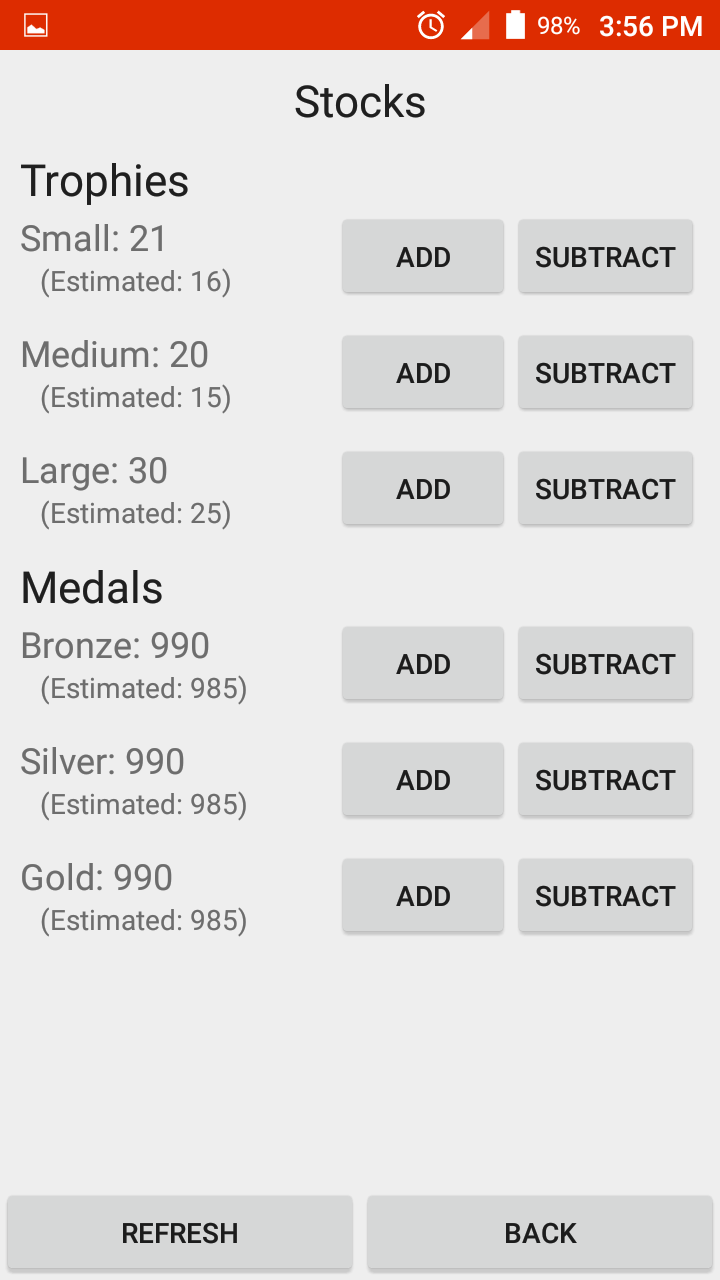 98% 3:56 PM
Stocks
Trophies
Small: 21
ADD SUBTRACT
(Estimated: 16)
Medium: 20
ADD SUBTRACT
(Estimated: 15)
Large: 30
ADD SUBTRACT
(Estimated: 25)
Medals
Bronze: 990
ADD SUBTRACT
(Estimated: 985)
Silver: 990
ADD SUBTRACT
(Estimated: 985)
Gold: 990
ADD SUBTRACT
(Estimated: 985)
REFRESH BACK